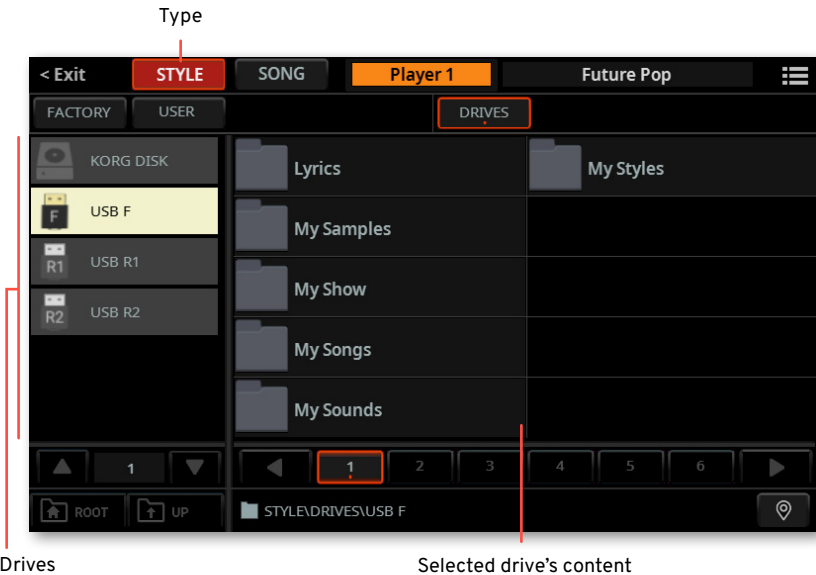 Type
< Exit STYLE SONG Player 1 Future Pop
FACTORY USER DRIVES
KORG DISK
F USB F
R1 USB R1
R2 USB R2
Lyrics My Styles
My Samples
My Show
My Songs
My Sounds
1 1 2 3 4 5 6
ROOT UP STYLE\DRIVES\USB F
Drives Selected drive's content